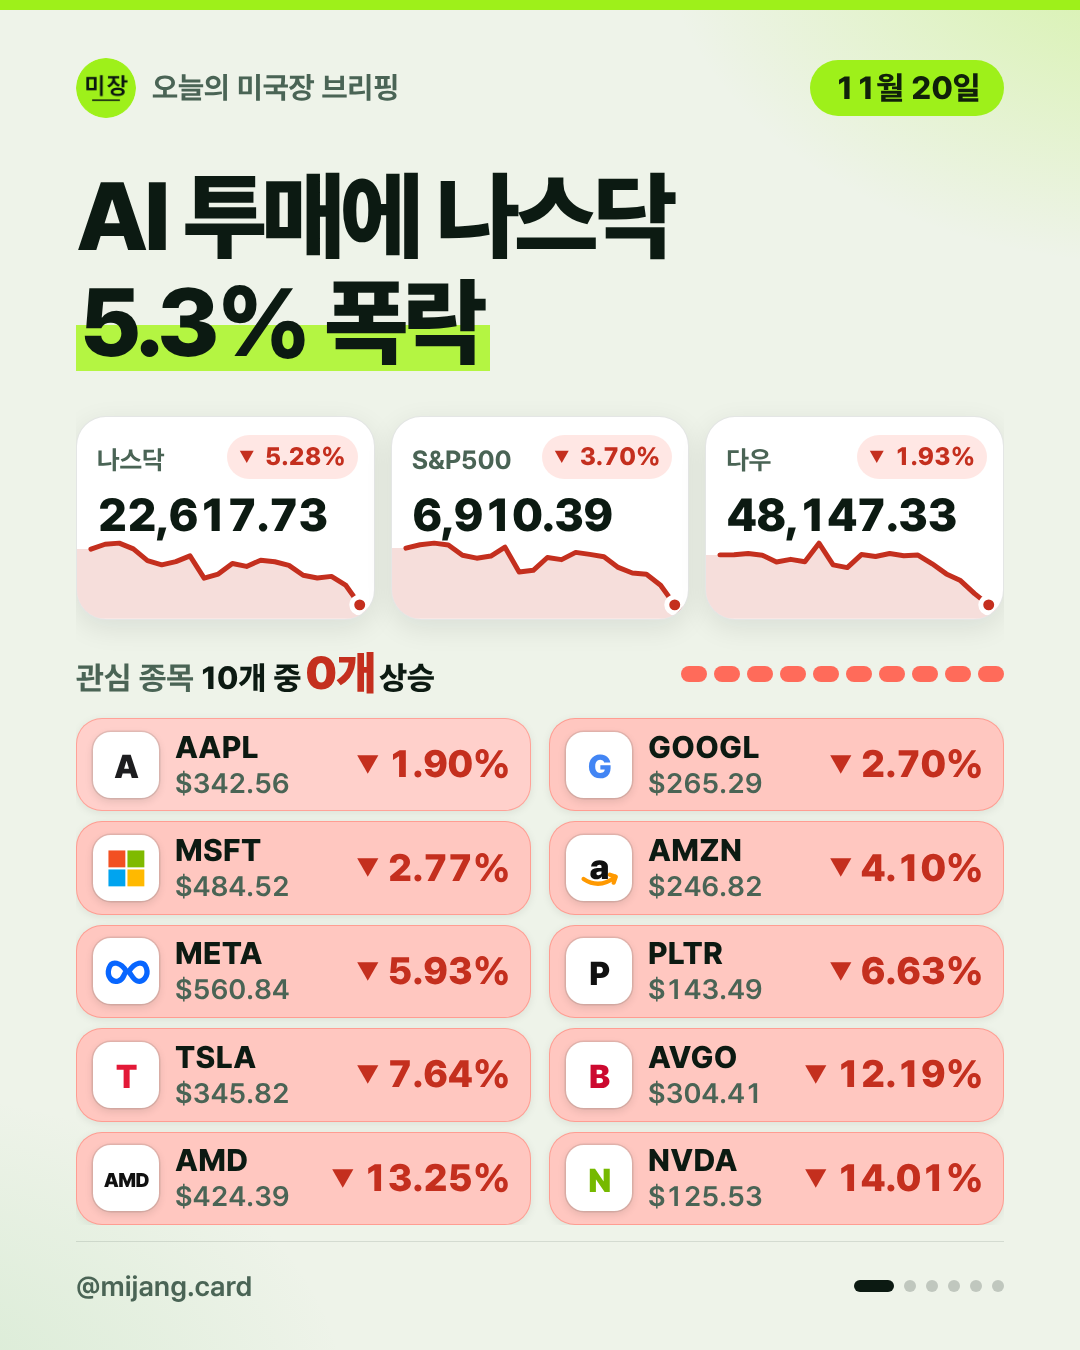 미장 오늘의 미국장 브리핑
11월 20일
AI 투매에 나스닥
5.3% 폭락
나스닥 ▼ 5.28%
22,617.73
S&P500 ▼ 3.70%
6,910.39
다우 ▼ 1.93%
48,147.33
관심 종목 10개 중 0개 상승
A AAPL ▼ 1.90%
$342.56
G GOOGL ▼ 2.70%
$265.29
MSFT ▼ 2.77%
$484.52
a AMZN ▼ 4.10%
$246.82
META ▼ 5.93%
$560.84
P PLTR ▼ 6.63%
$143.49
T TSLA ▼ 7.64%
$345.82
B AVGO ▼ 12.19%
$304.41
AMD AMD ▼ 13.25%
$424.39
N NVDA ▼ 14.01%
$125.53
@mijang.card